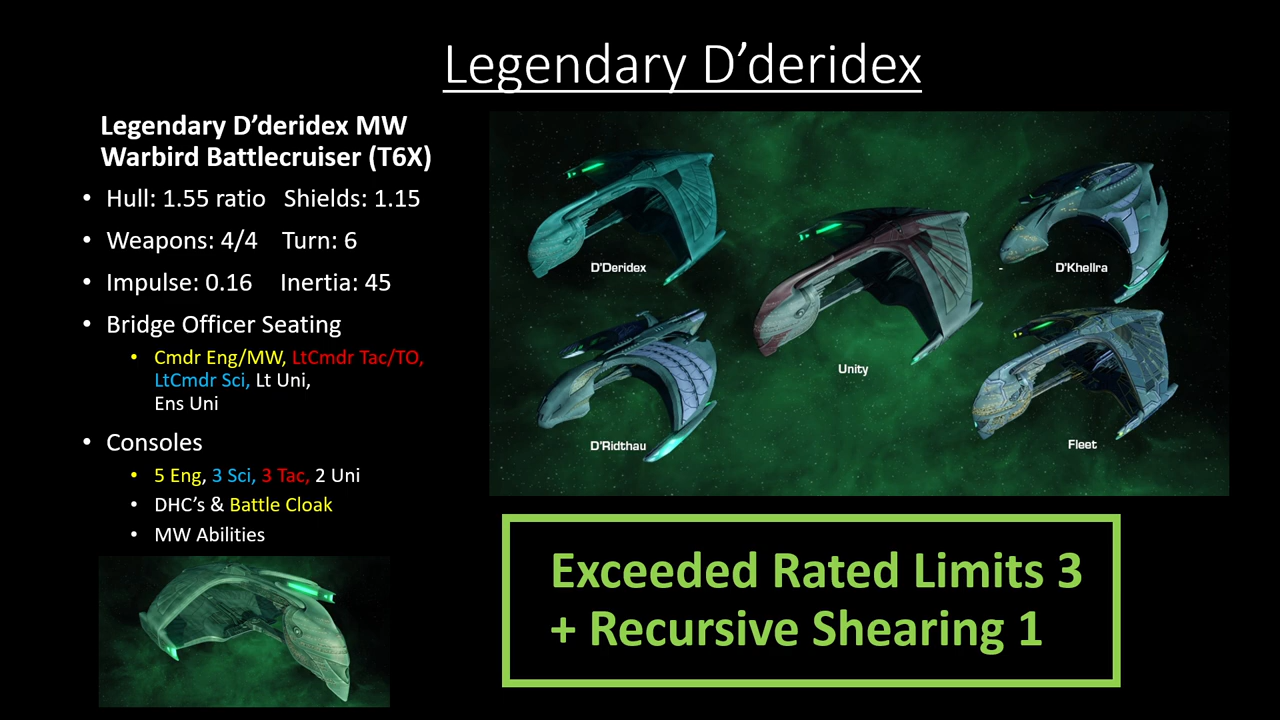 Legendary D’deridex
Legendary D’deridex MW
Warbird Battlecruiser (T6X)
• Hull: 1.55 ratio Shields: 1.15
• Weapons: 4/4 Turn: 6
• Impulse: 0.16 Inertia: 45
• Bridge Officer Seating
• Cmdr Eng/MW, LtCmdr Tac/TO,
LtCmdr Sci, Lt Uni,
Ens Uni
• Consoles
• 5 Eng, 3 Sci, 3 Tac, 2 Uni
• DHC’s & Battle Cloak
• MW Abilities
D'Deridex
D'Khellra
Unity
D'Ridthau
Fleet
Exceeded Rated Limits 3
+ Recursive Shearing 1